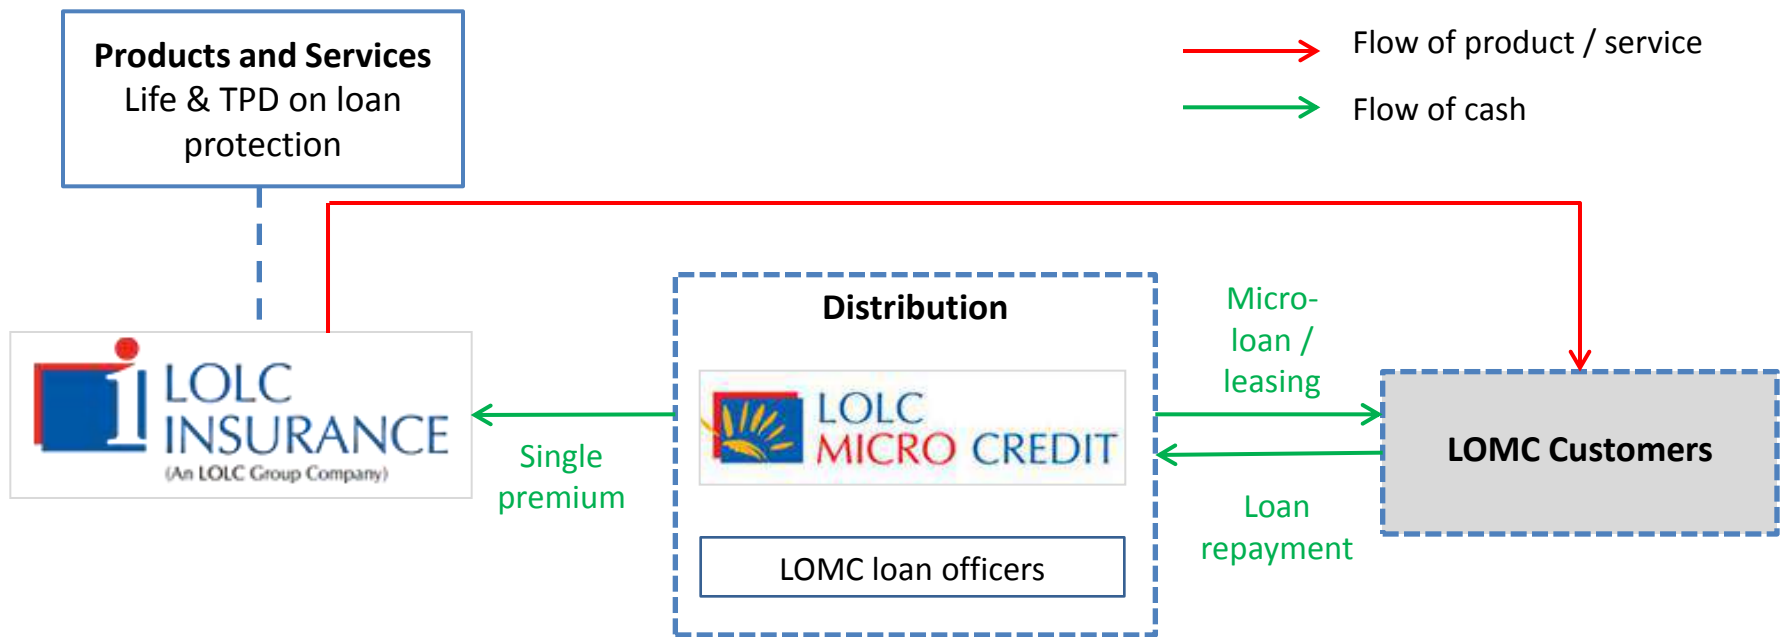 Products and Services
Life & TPD on loan
protection
Flow of product / service
Flow of cash
LOLC
INSURANCE
(An LOLC Group Company)
Single
premium
Distribution
LOLC
MICRO CREDIT
LOMC loan officers
Micro-
loan /
leasing
Loan
repayment
LOMC Customers